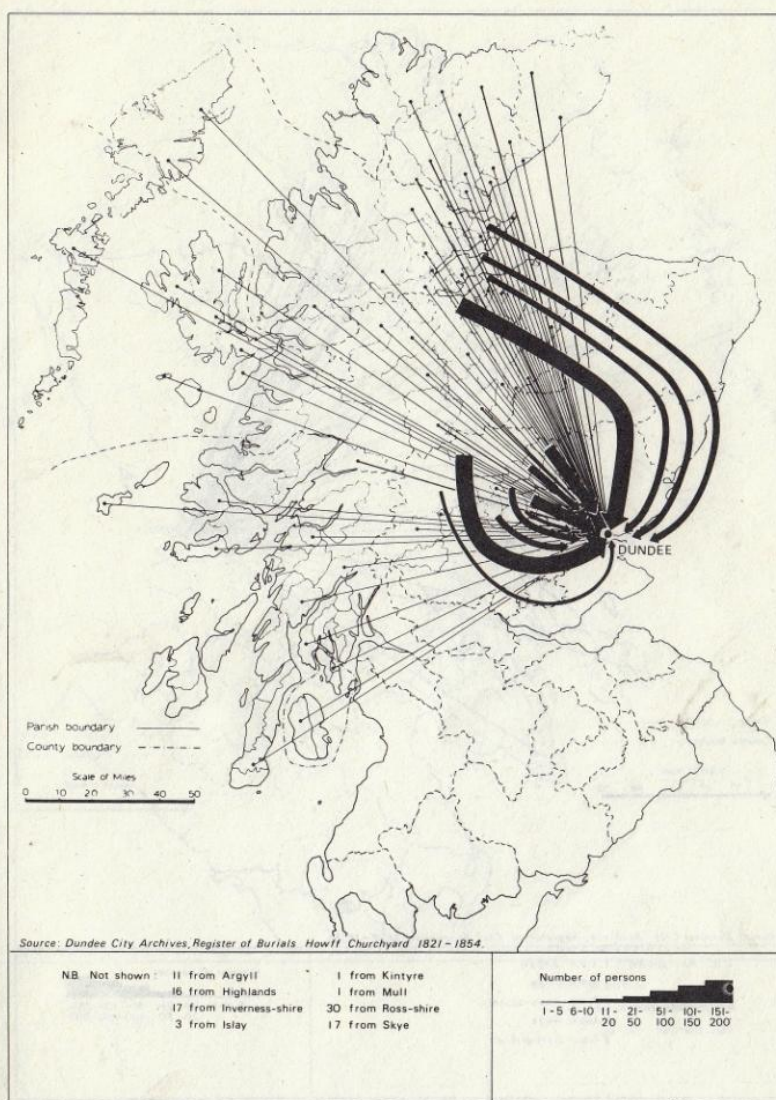 DUNDEE
Parish boundary
County boundary
Scale of Miles
0 10 20 30 40 50
Source: Dundee City Archives, Register of Burials Howff Churchyard 1821-1854.
N.B. Not shown: 11 from Argyll
16 from Highlands
17 from Inverness-shire
3 from Islay
1 from Kintyre
1 from Mull
30 from Ross-shire
17 from Skye
Number of persons
1-5 6-10 11-20 21-50 51-100 101-150 151-200